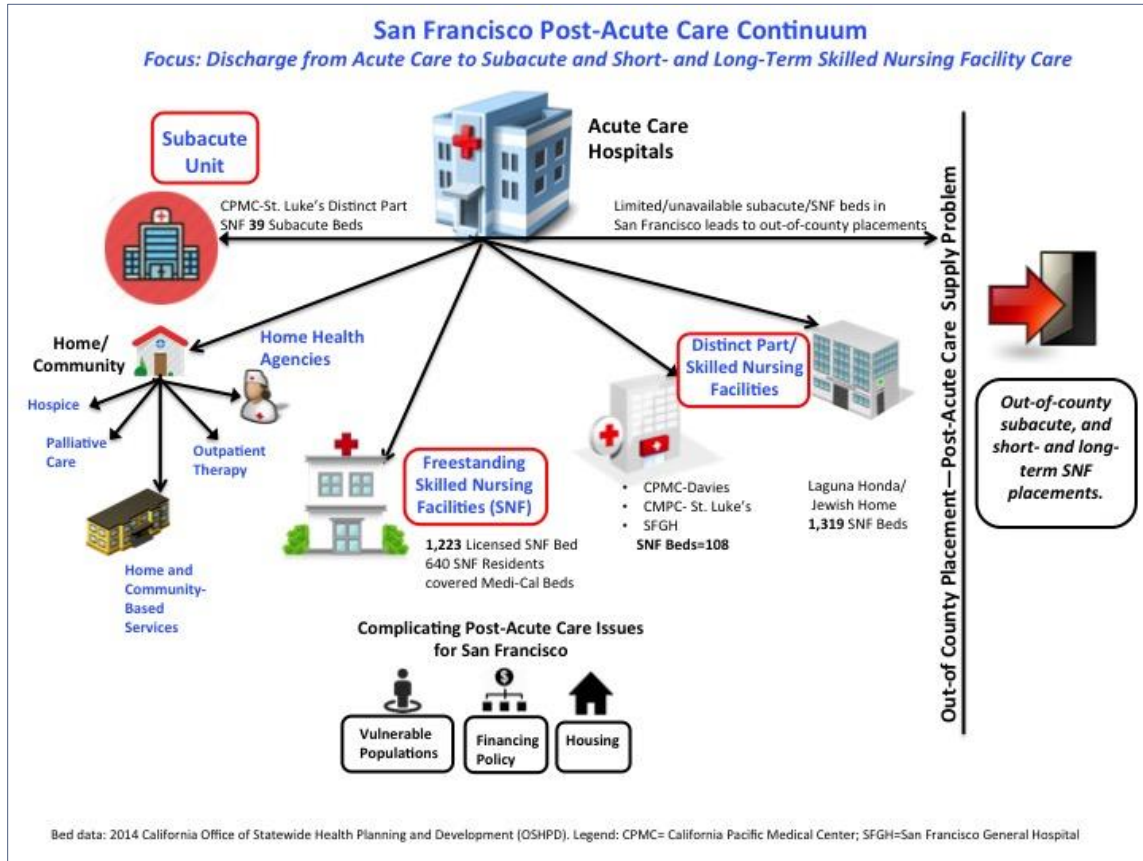 San Francisco Post-Acute Care Continuum
Focus: Discharge from Acute Care to Subacute and Short- and Long-Term Skilled Nursing Facility Care
Subacute
Unit
Acute Care
Hospitals
CPMC-St. Luke's Distinct Part
SNF 39 Subacute Beds
Limited/unavailable subacute/SNF beds in
San Francisco leads to out-of-county placements
Home/
Community
Home Health
Agencies
Hospice
Palliative
Care
Outpatient
Therapy
Home and
Community-
Based
Services
Freestanding
Skilled Nursing
Facilities (SNF)
1,223 Licensed SNF Bed
640 SNF Residents
covered Medi-Cal Beds
Distinct Part/
Skilled Nursing
Facilities
• CPMC-Davies
• CMPC- St. Luke's
• SFGH
SNF Beds=108
Laguna Honda/
Jewish Home
1,319 SNF Beds
Out-of County Placement—Post-Acute Care Supply Problem
Out-of-county
subacute, and
short- and long-
term SNF
placements.
Complicating Post-Acute Care Issues
for San Francisco
$
Vulnerable
Populations
Financing
Policy
Housing
Bed data: 2014 California Office of Statewide Health Planning and Development (OSHPD). Legend: CPMC= California Pacific Medical Center; SFGH=San Francisco General Hospital